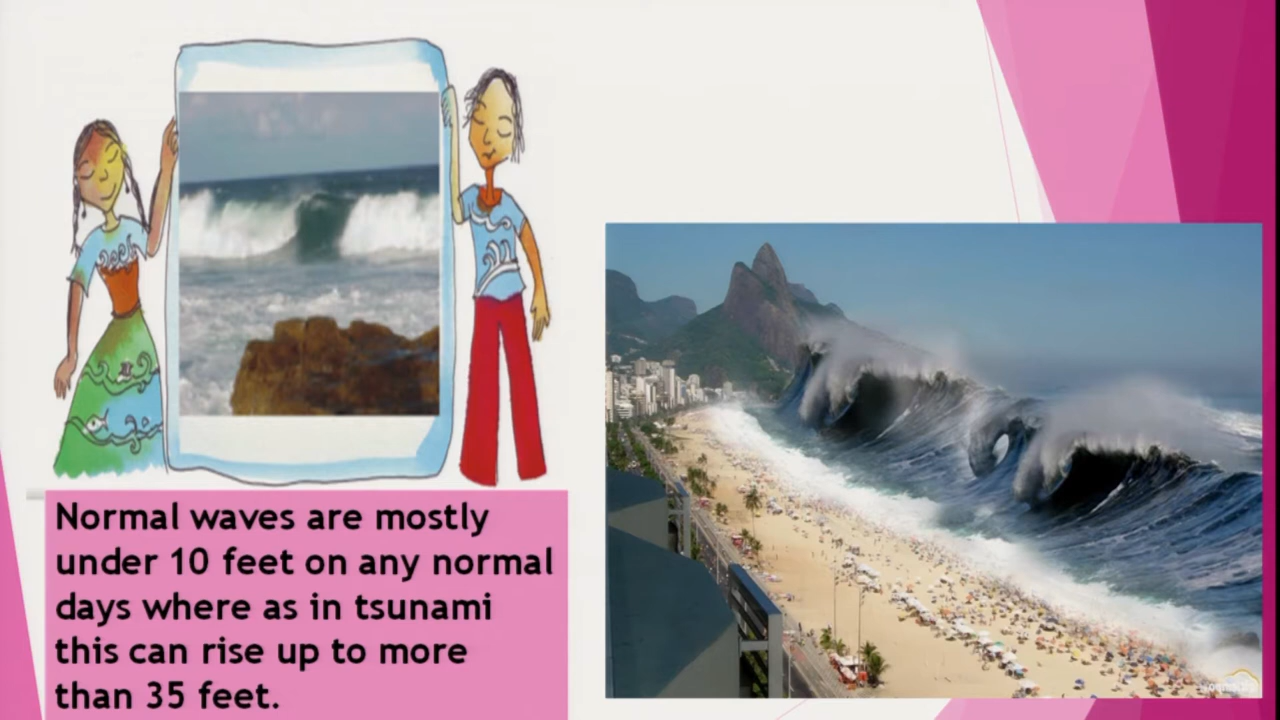 Normal waves are mostly
under 10 feet on any normal
days where as in tsunami
this can rise up to more
than 35 feet.